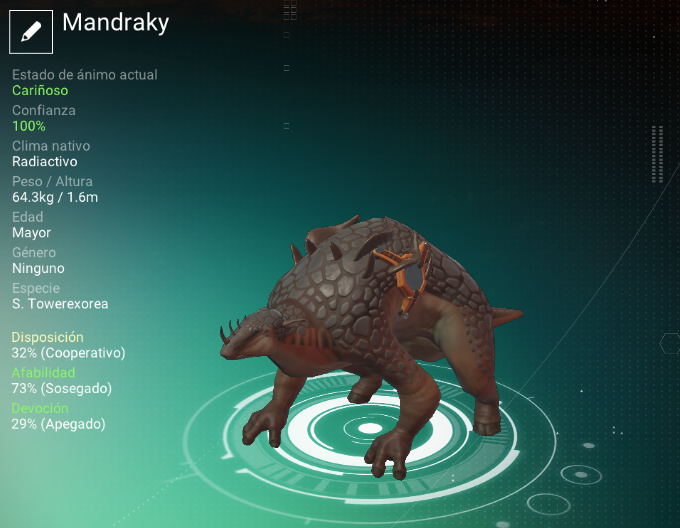 Mandraky
Estado de ánimo actual
Cariñoso
Confianza
100%
Clima nativo
Radiactivo
Peso / Altura
64.3kg / 1.6m
Edad
Mayor
Género
Ninguno
Especie
S. Towerexorea
Disposición
32% (Cooperativo)
Afabilidad
73% (Sosegado)
Devoción
29% (Apegado)